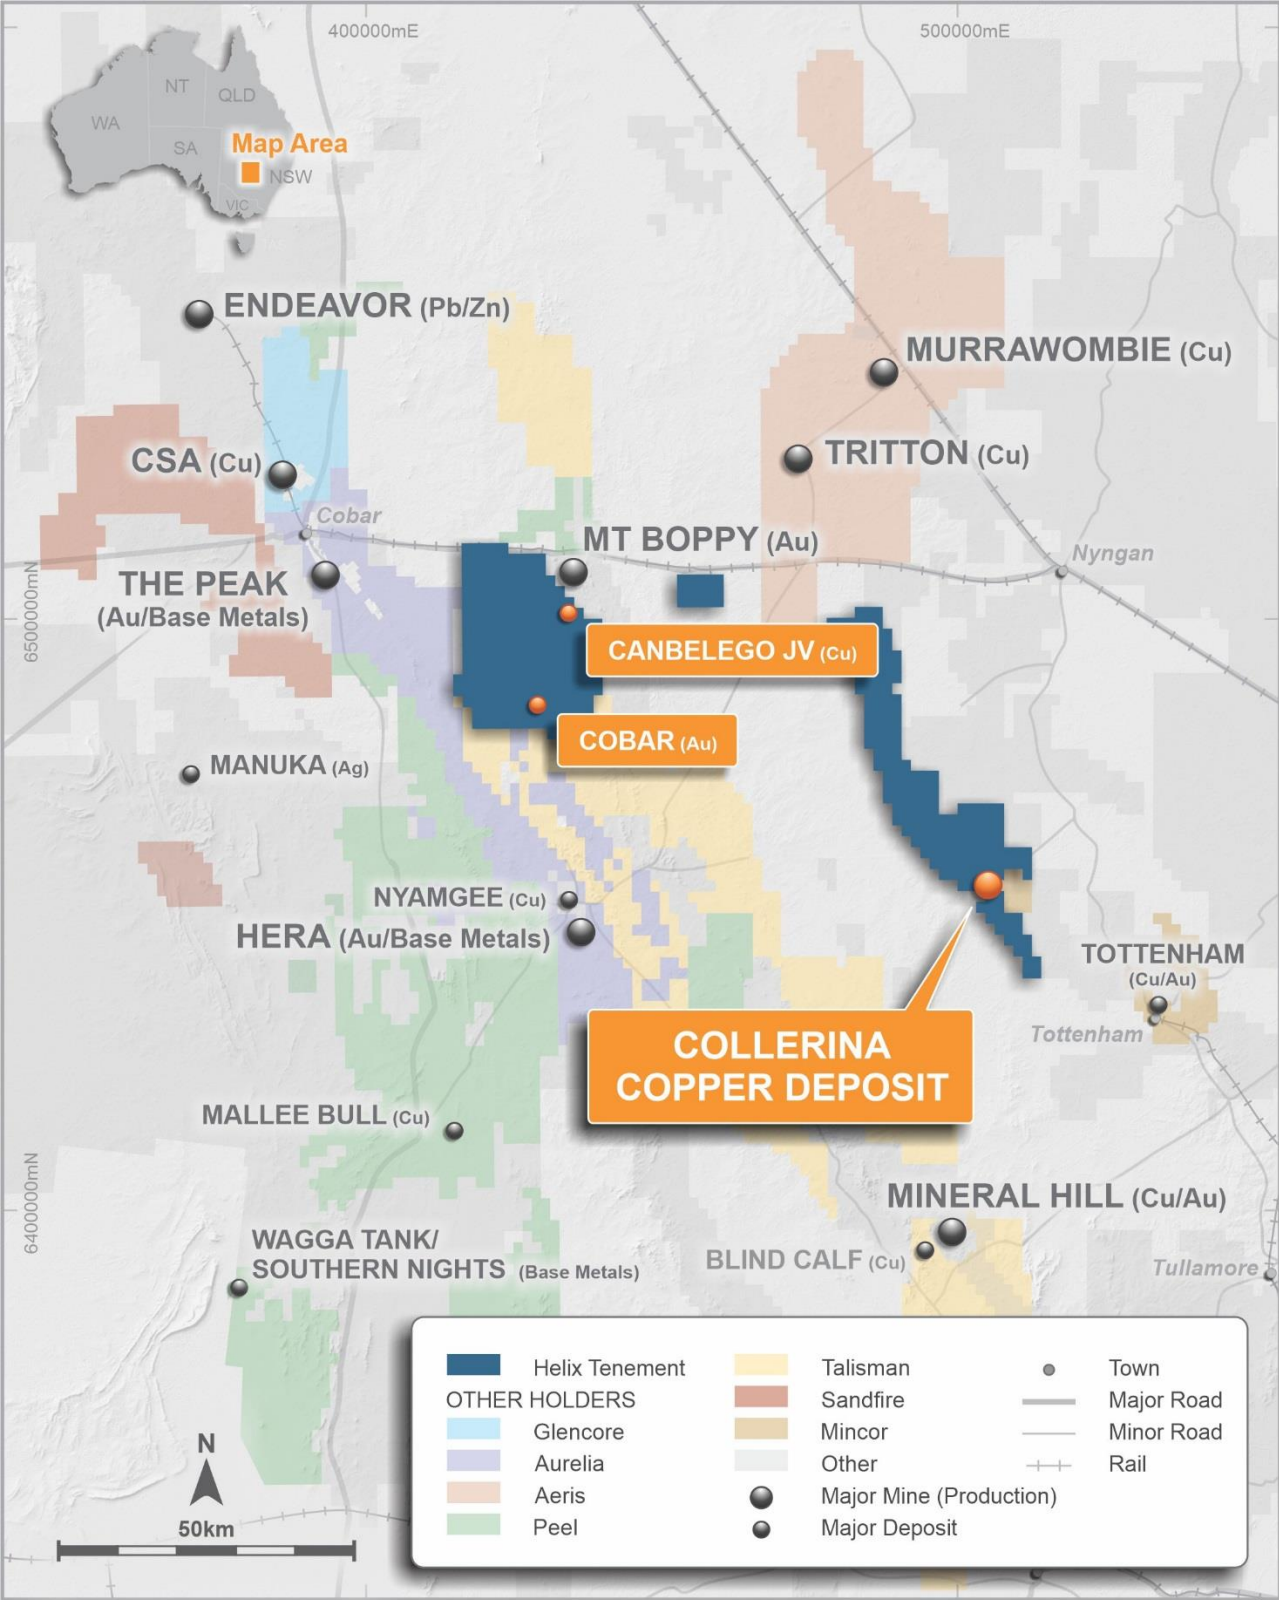 400000mE
500000mE
NT
QLD
WA
SA
Map Area
NSW
VIC
ENDEAVOR (Pb/Zn)
MURRAWOMBIE (Cu)
TRITTON (Cu)
CSA (Cu)
Cobar
MT BOPPY (Au)
Nyngan
THE PEAK
(Au/Base Metals)
6500000mN
CANBELEGO JV (Cu)
COBAR (Au)
MANUKA (Ag)
NYAMGEE (Cu)
HERA (Au/Base Metals)
TOTTENHAM
(Cu/Au)
Tottenham
COLLERINA
COPPER DEPOSIT
MALLEE BULL (Cu)
6400000mN
MINERAL HILL (Cu/Au)
WAGGA TANK/
SOUTHERN NIGHTS (Base Metals)
BLIND CALF (Cu)
Tullamore
Helix Tenement
OTHER HOLDERS
Glencore
Aurelia
Aeris
Peel
Talisman
Sandfire
Mincor
Other
Major Mine (Production)
Major Deposit
Town
Major Road
Minor Road
Rail
N
50km